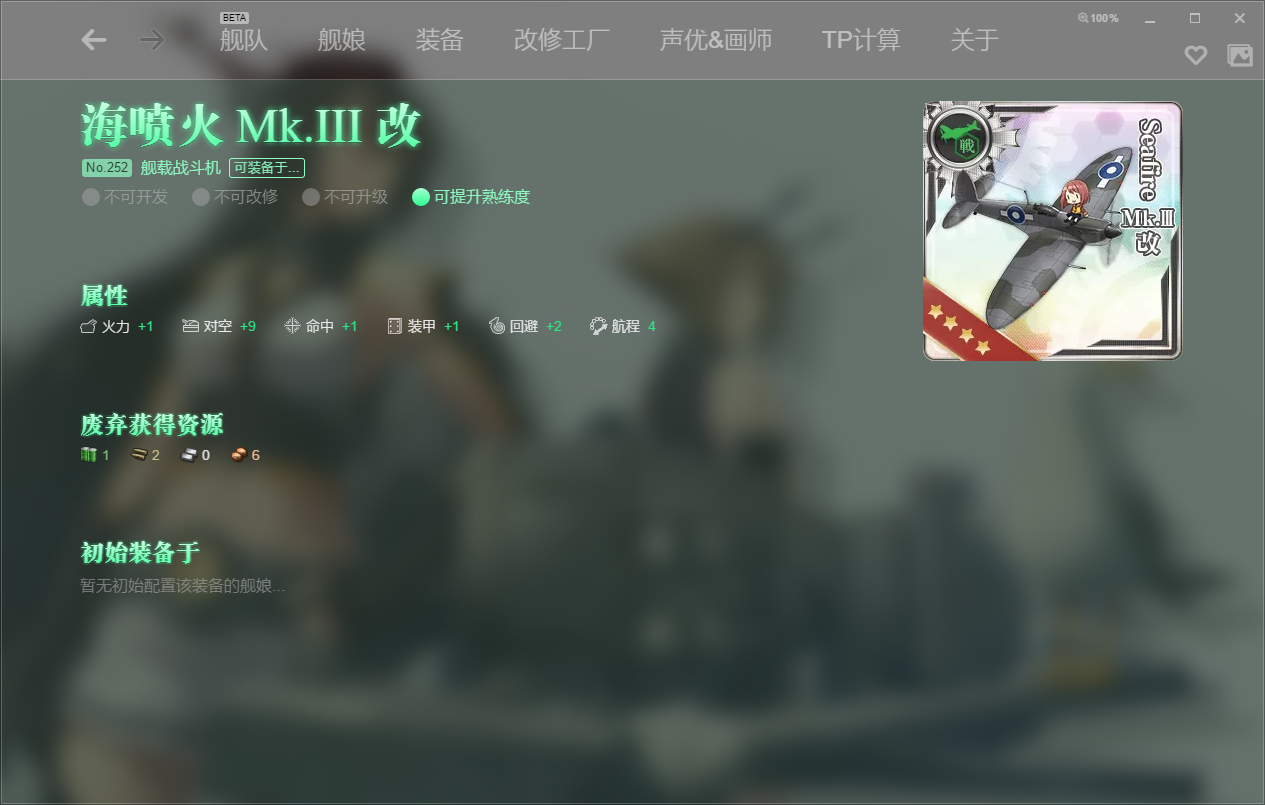 BETA
舰队 舰娘 装备 改修工厂 声优&画师 TP计算 关于
100%
海喷火 Mk.III 改
No.252 舰载战斗机 可装备于...
不可开发 不可改修 不可升级 可提升熟练度
戦
Seafire
Mk.Ⅲ
改
属性
火力 +1 对空 +9 命中 +1 装甲 +1 回避 +2 航程 4
废弃获得资源
1 2 0 6
初始装备于
暂无初始配置该装备的舰娘...